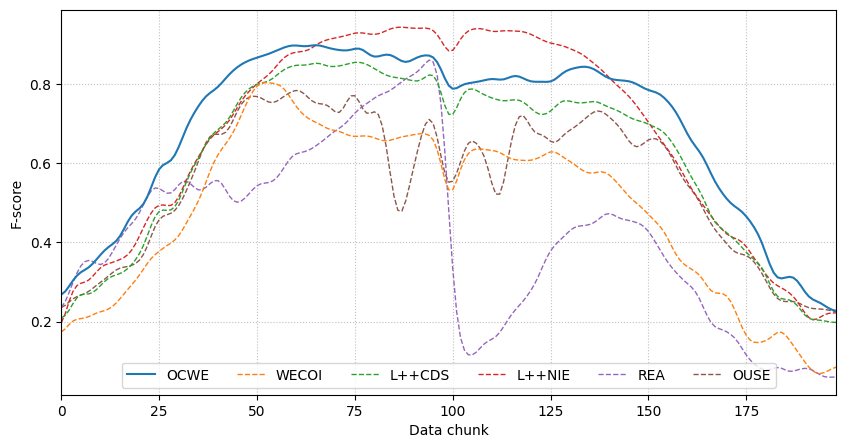 F-score
0.8
0.6
0.4
0.2
OCWE WECOI L++CDS L++NIE REA OUSE
0 25 50 75 100 125 150 175
Data chunk